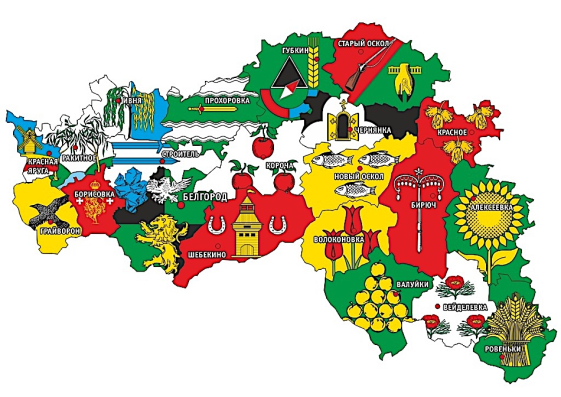 ГУБКИН
СТАРЫЙ ОСКОЛ
ИВНЯ
ПРОХОРОВКА
ЧЕРНЯНКА
КРАСНОЕ
КРАСНАЯ
ЯРУГА
РАКИТНОЕ
СТРОИТЕЛЬ
КОРОЧА
НОВЫЙ ОСКОЛ
БОРИСОВКА
БЕЛГОРОД
БИРЮЧ
АЛЕКСЕЕВКА
ГРАЙВОРОН
ШЕБЕКИНО
ВОЛОКОНОВКА
ВАЛУЙКИ
ВЕЙДЕЛЕВКА
РОВЕНЬКИ